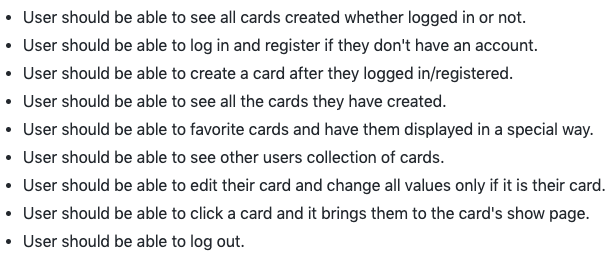 • User should be able to see all cards created whether logged in or not.
• User should be able to log in and register if they don't have an account.
• User should be able to create a card after they logged in/registered.
• User should be able to see all the cards they have created.
• User should be able to favorite cards and have them displayed in a special way.
• User should be able to see other users collection of cards.
• User should be able to edit their card and change all values only if it is their card.
• User should be able to click a card and it brings them to the card's show page.
• User should be able to log out.